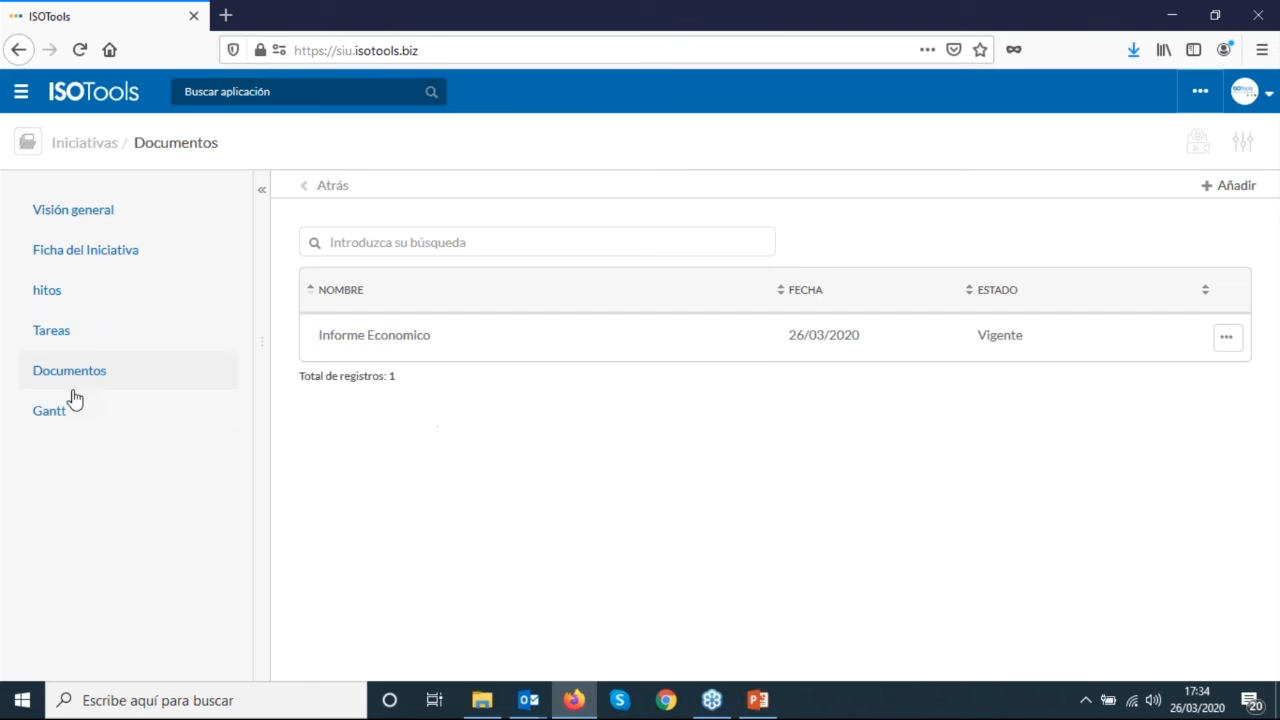 ISOTools
https://siu.isotools.biz
ISOTools
Buscar aplicación
Iniciativas / Documentos
Visión general
Ficha del Iniciativa
hitos
Tareas
Documentos
Gantt
Atrás
Añadir
Introduzca su búsqueda
NOMBRE FECHA ESTADO
Informe Economico 26/03/2020 Vigente
Total de registros: 1
Escribe aquí para buscar
17:34
26/03/2020
20